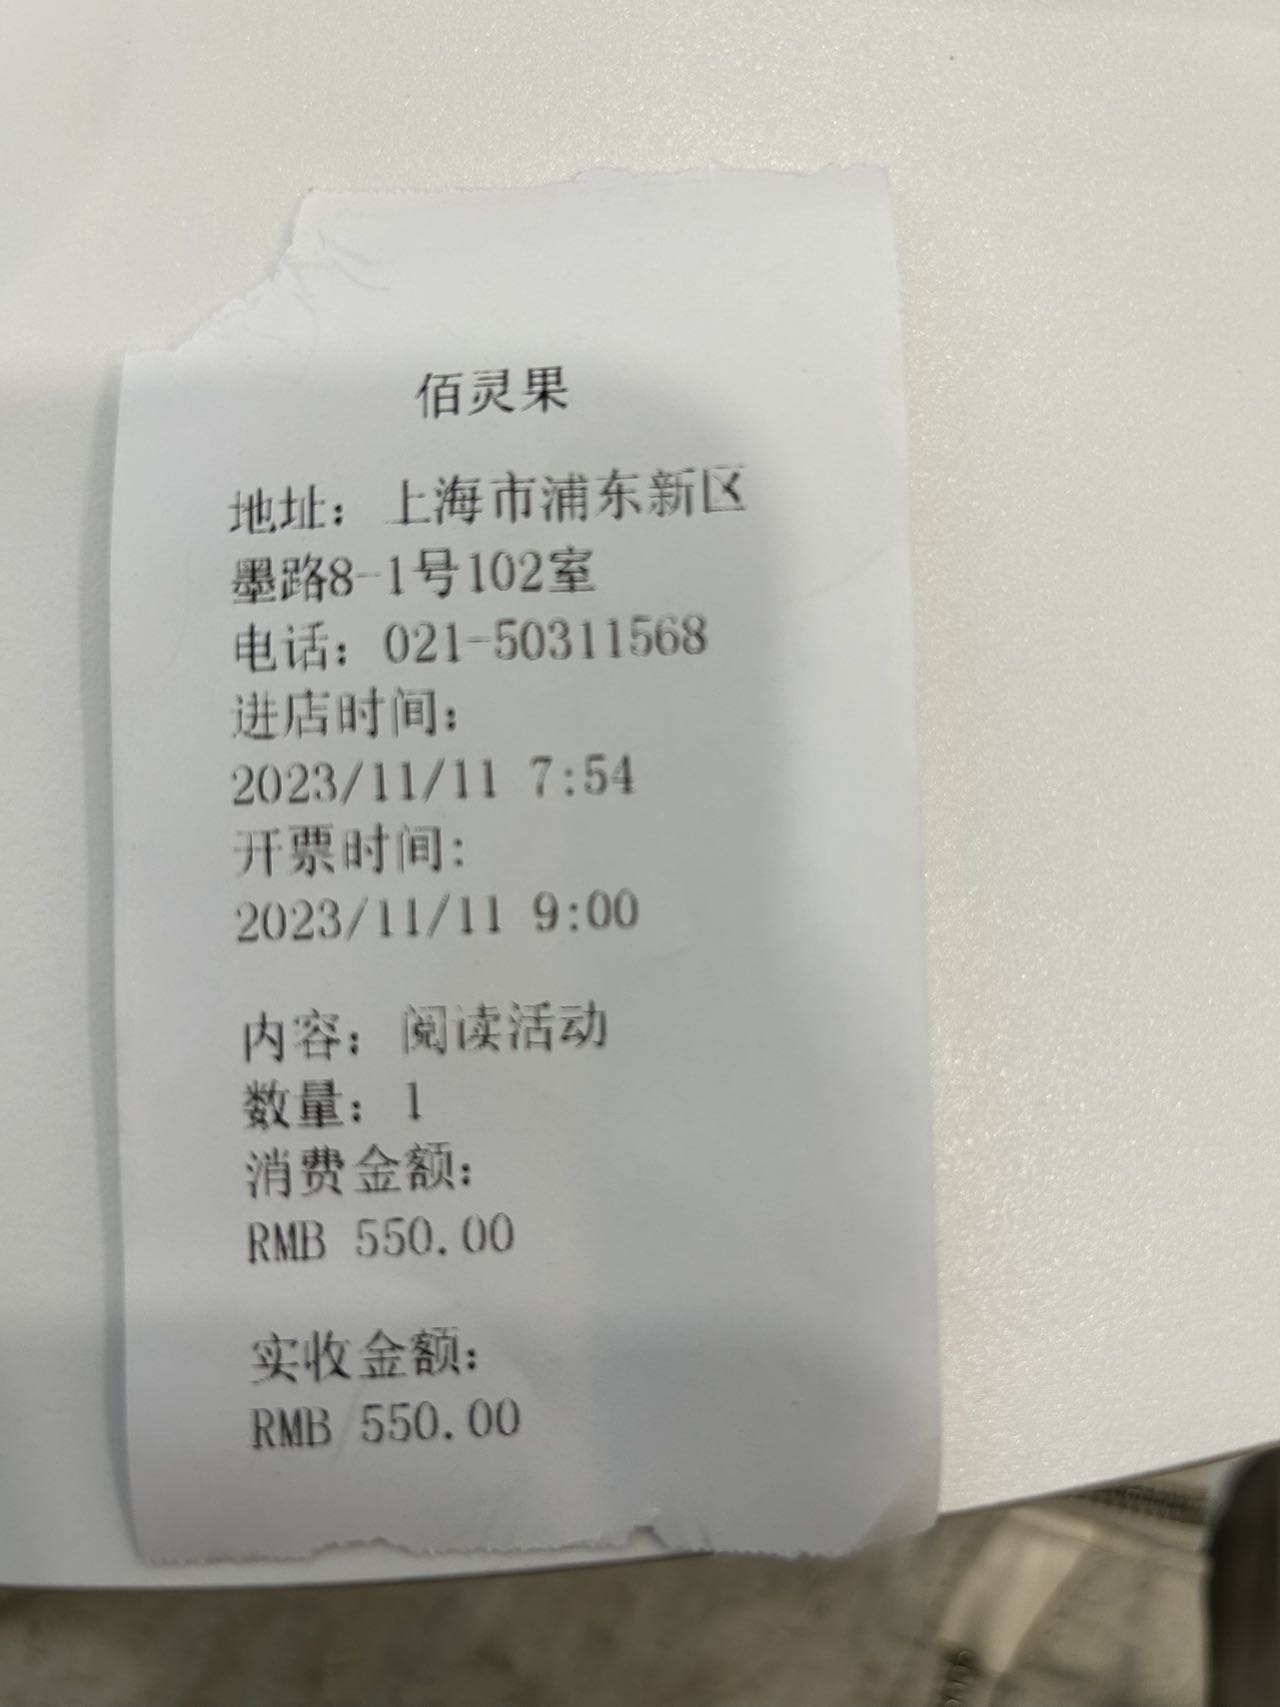 佰灵果
地址：上海市浦东新区
墨路8-1号102室
电话：021-50311568
进店时间：
2023/11/11 7:54
开票时间：
2023/11/11 9:00
内容：阅读活动
数量：1
消费金额：
RMB 550.00
实收金额：
RMB 550.00